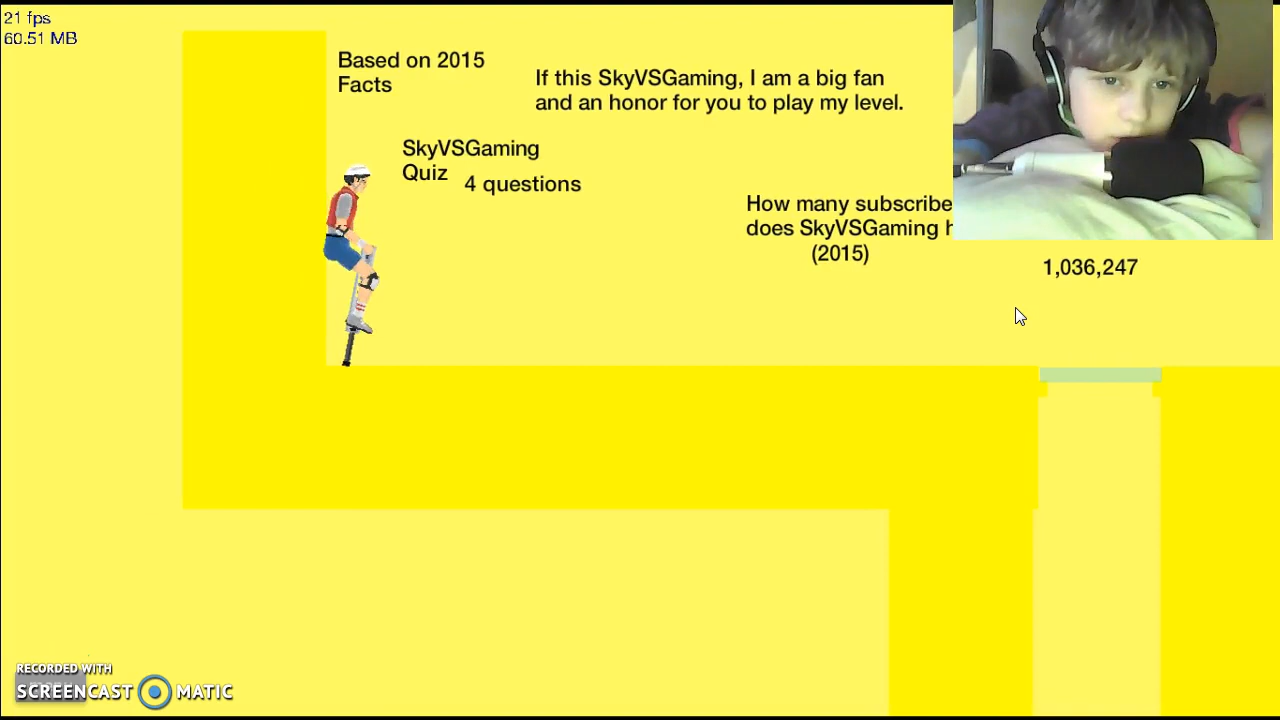 21 fps
60.51 MB
Based on 2015
Facts
If this SkyVSGaming, I am a big fan
and an honor for you to play my level.
SkyVSGaming
Quiz
4 questions
How many subscribe
does SkyVSGaming
(2015)
1,036,247
RECORDED WITH
SCREENCAST MATIC